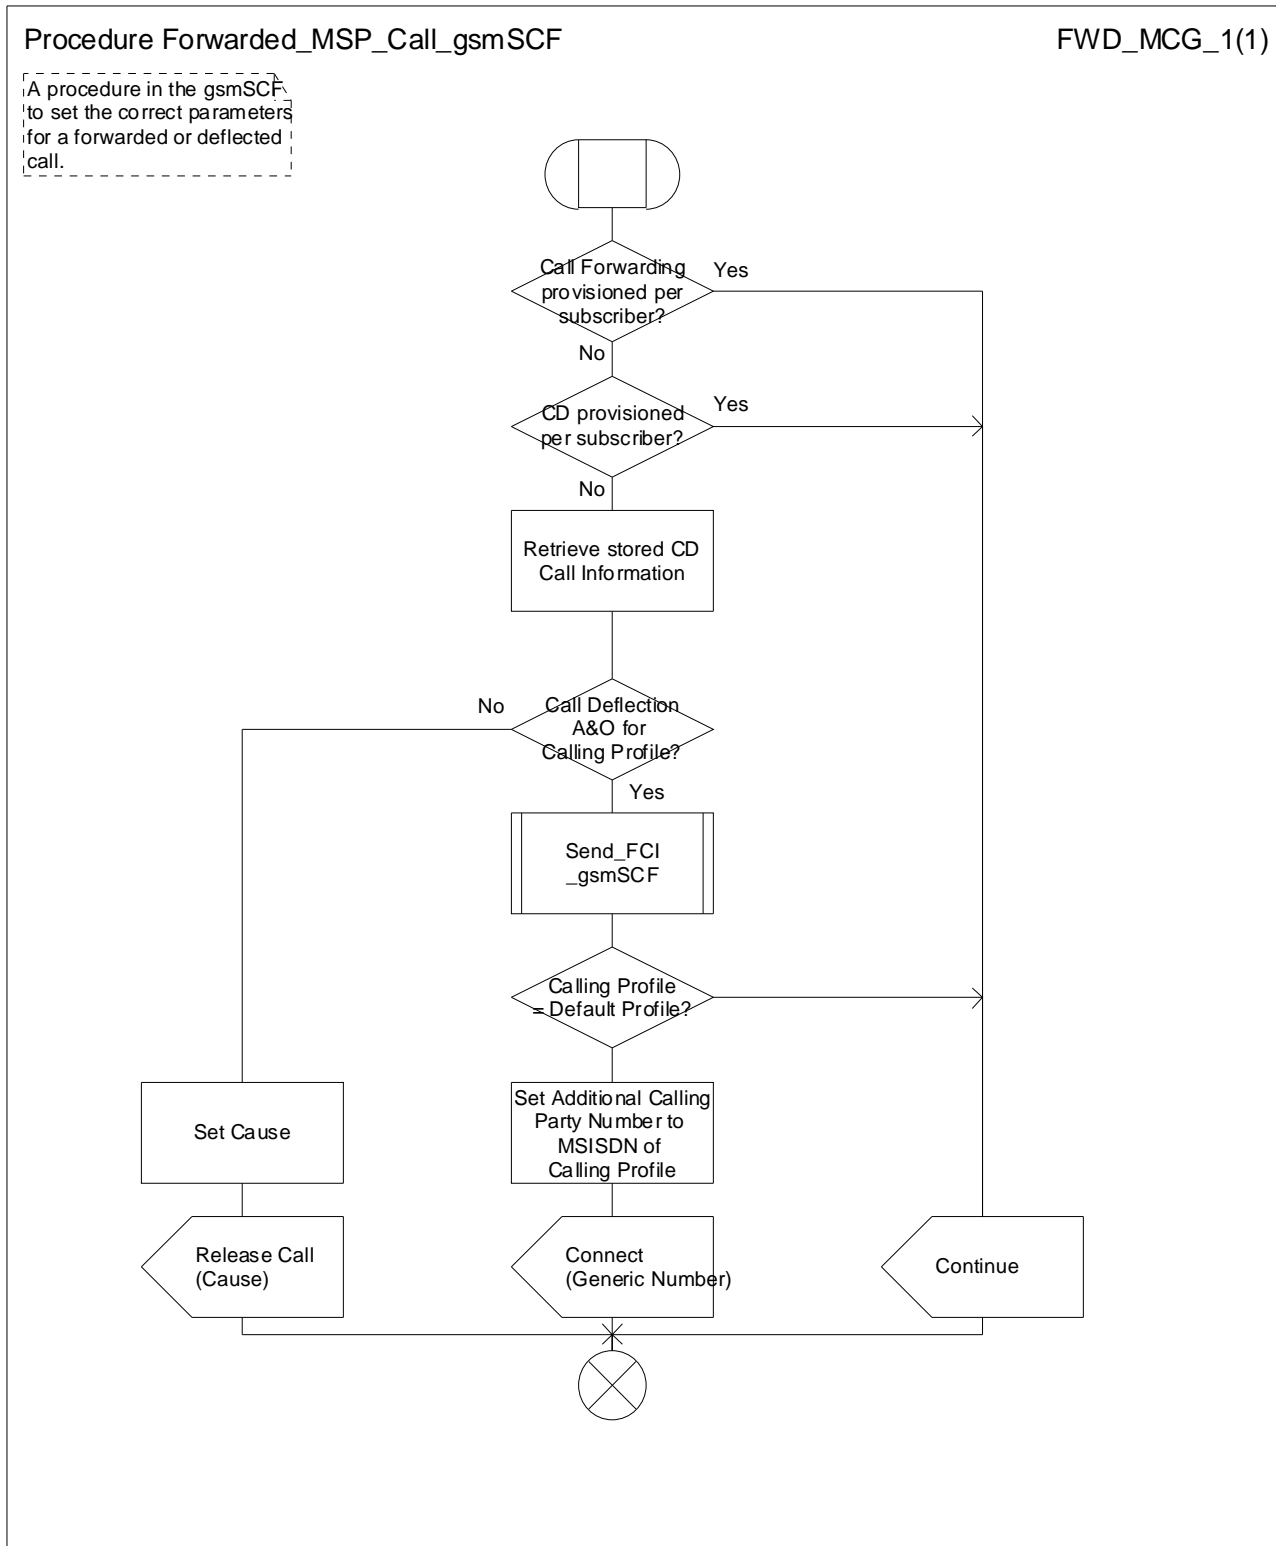 Procedure Forwarded_MSP_Call_gsmSCF
FWD_MCG_1(1)
A procedure in the gsmSCF
to set the correct parameters
for a forwarded or deflected
call.
Call Forwarding
provisioned per
subscriber?
Yes
No
CD provisioned
per subscriber?
Yes
No
Retrieve stored CD
Call Information
No
Call Deflection
A&O for
Calling Profile?
Yes
Send_FCI
_gsmSCF
Calling Profile
= Default Profile?
Set Cause
Set Additional Calling
Party Number to
MSISDN of
Calling Profile
Release Call
(Cause)
Connect
(Generic Number)
Continue